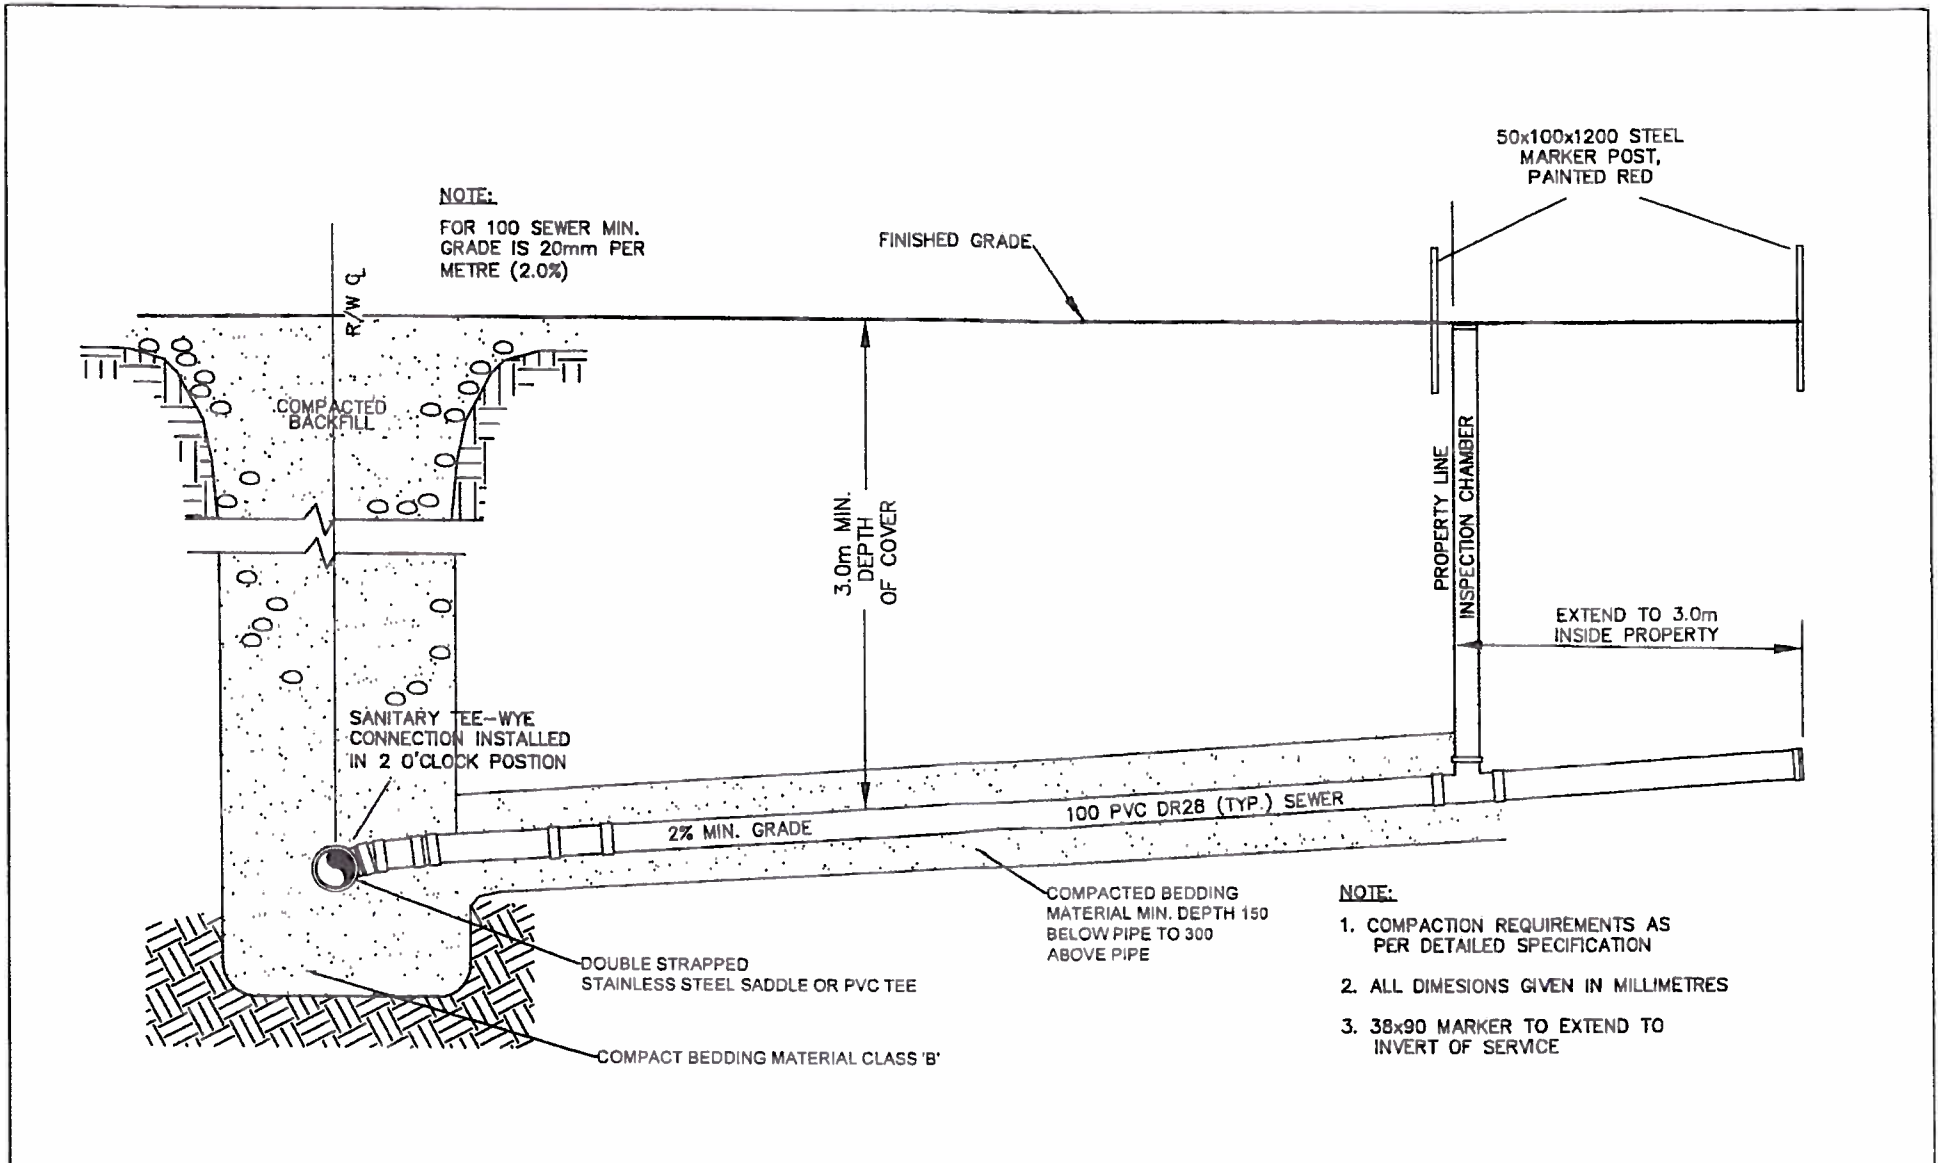 50x100x1200 STEEL
MARKER POST,
PAINTED RED
NOTE:
FOR 100 SEWER MIN.
GRADE IS 20mm PER
METRE (2.0%)
FINISHED GRADE
R/W ℄
COMPACTED
BACKFILL
3.0m MIN.
DEPTH
OF COVER
PROPERTY LINE
INSPECTION CHAMBER
EXTEND TO 3.0m
INSIDE PROPERTY
SANITARY TEE-WYE
CONNECTION INSTALLED
IN 2 O'CLOCK POSTION
2% MIN. GRADE
100 PVC DR28 (TYP.) SEWER
COMPACTED BEDDING
MATERIAL MIN. DEPTH 150
BELOW PIPE TO 300
ABOVE PIPE
DOUBLE STRAPPED
STAINLESS STEEL SADDLE OR PVC TEE
COMPACT BEDDING MATERIAL CLASS 'B'
NOTE:
1. COMPACTION REQUIREMENTS AS
PER DETAILED SPECIFICATION
2. ALL DIMESIONS GIVEN IN MILLIMETRES
3. 38x90 MARKER TO EXTEND TO
INVERT OF SERVICE